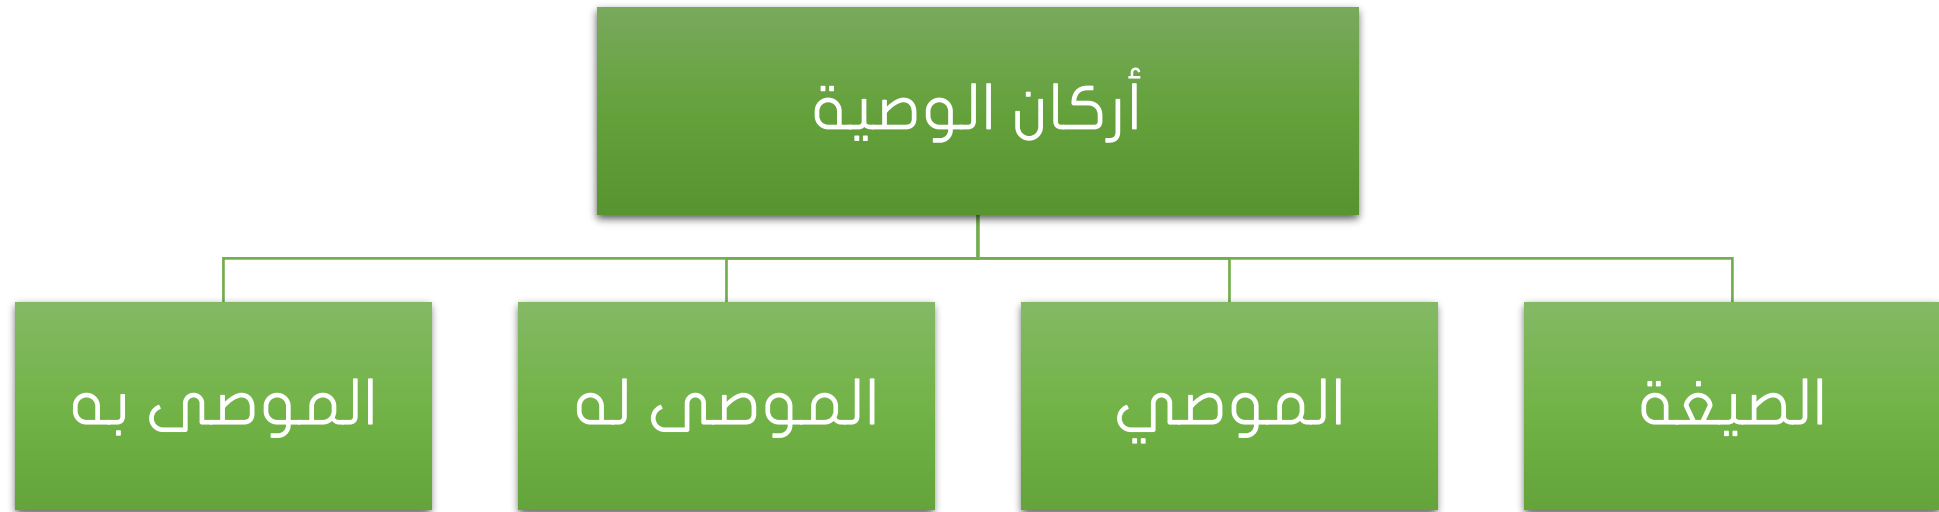 أركان الوصية
الصيغة
الموصي
الموصى له
الموصى به